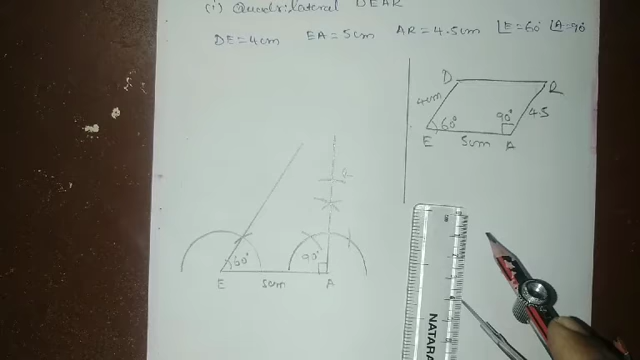 (i) Quadrilateral DEAR
DE = 4cm EA = 5cm AR = 4.5cm ∠E = 60° ∠A = 90°
D R
4cm 4.5
60° 90°
E 5cm A
60° 90°
E 5cm A
NATARA